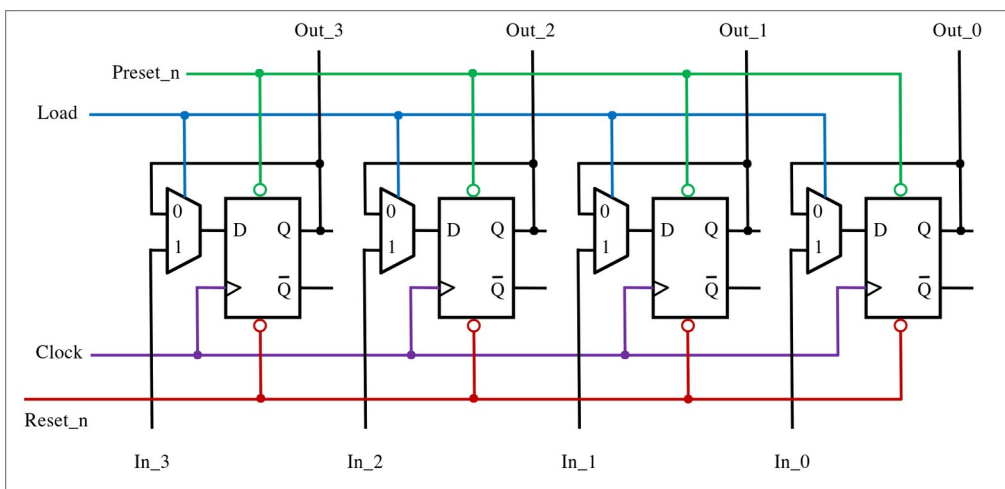 Out_3 Out_2 Out_1 Out_0
Preset_n
Load
0 0 0 0
D Q D Q D Q D Q
1 1 1 1
Q̅ Q̅ Q̅ Q̅
Clock
Reset_n
In_3 In_2 In_1 In_0